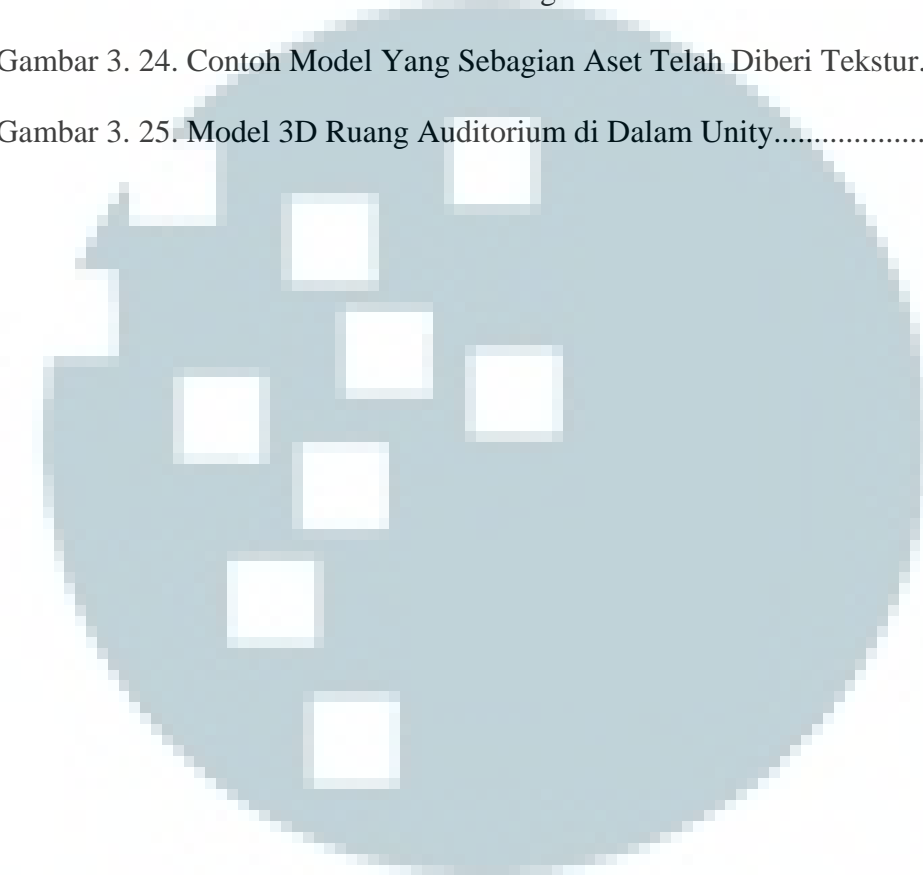 Gambar 3. 24. Contoh Model Yang Sebagian Aset Telah Diberi Tekstur.
Gambar 3. 25. Model 3D Ruang Auditorium di Dalam Unity..................